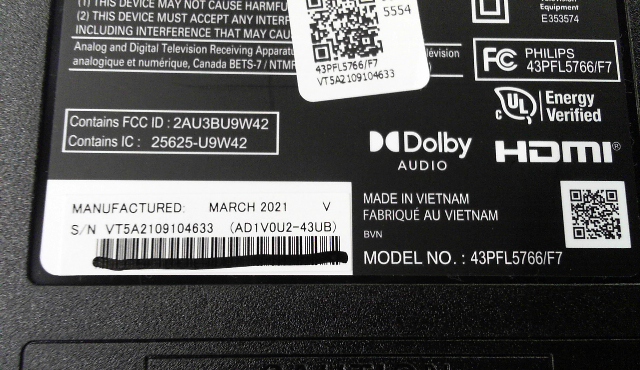 (1) THIS DEVICE MAY NOT CAUSE HARMFU
(2) THIS DEVICE MUST ACCEPT ANY INTERF
INCLUDING INTERFERENCE THAT MAY CAU
Analog and Digital Television Receiving Apparatu
évision
analogique et numérique, Canada BETS-7 / NTMR
5554
43PFL5766/F7
VT5A2109104633
Equipment
E353574
FC PHILIPS
43PFL5766/F7
Contains FCC ID : 2AU3BU9W42
Contains IC : 25625-U9W42
c UL Energy
Verified
Dolby
AUDIO
HDMI®
MANUFACTURED: MARCH 2021 V
S/N VT5A2109104633 (AD1V0U2-43UB)
MADE IN VIETNAM
FABRIQUÉ AU VIETNAM
BVN
MODEL NO. : 43PFL5766/F7